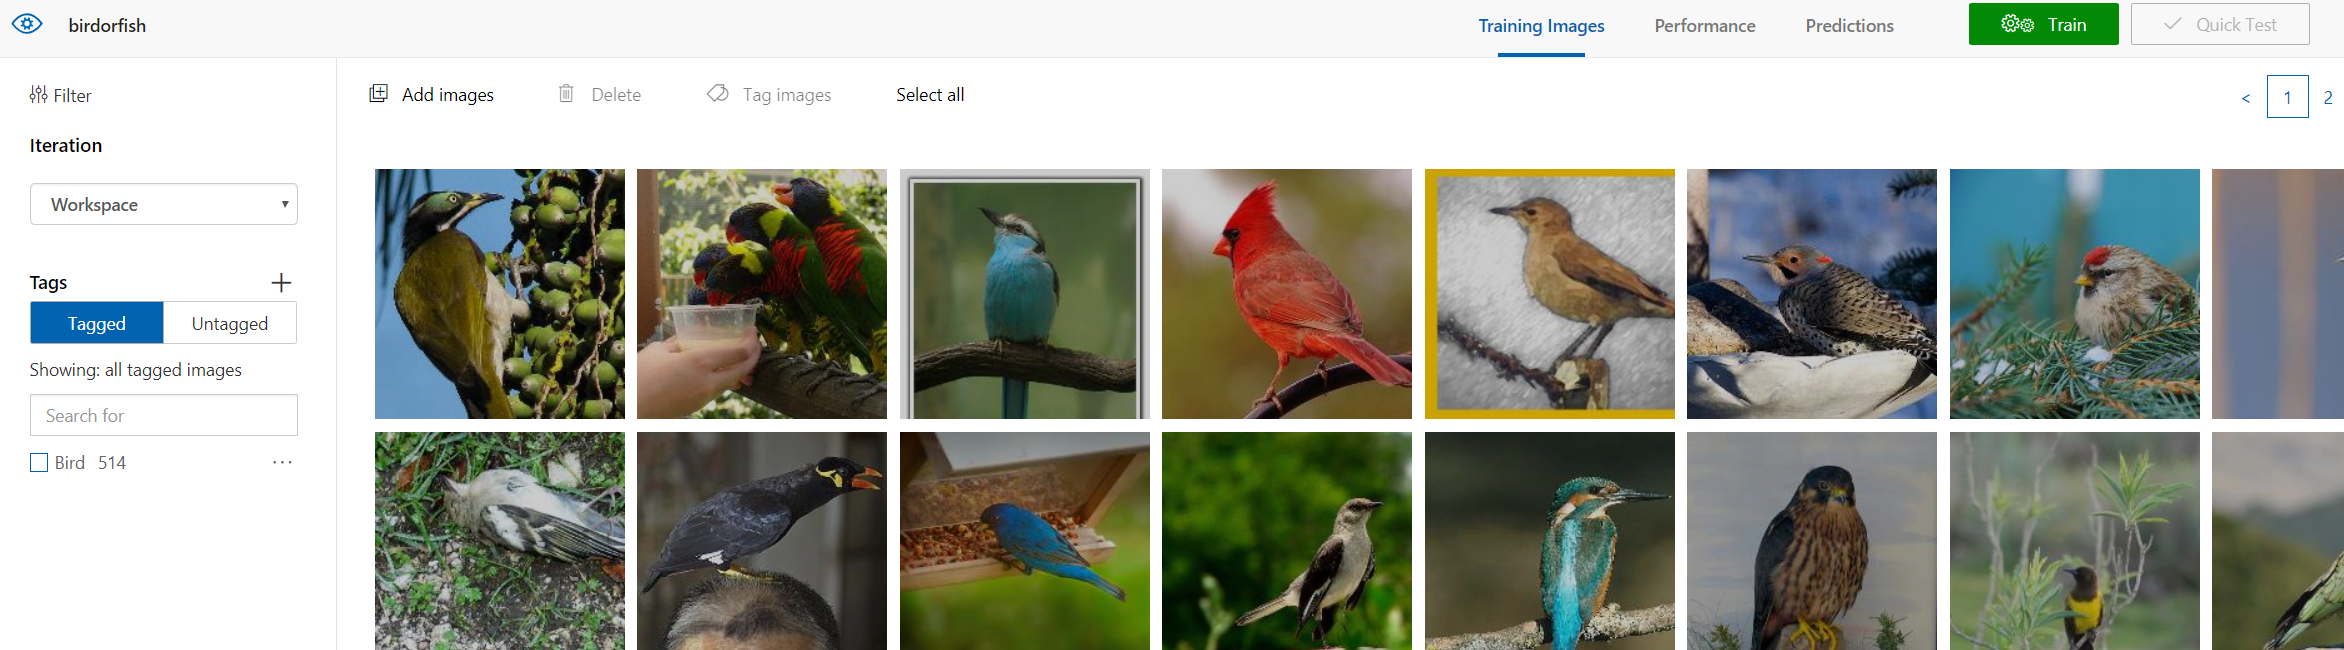 birdorfish
Training Images
Performance
Predictions
Train
Quick Test
Filter
Add images
Delete
Tag images
Select all
< 1 2
Iteration
Workspace
Tags
Tagged
Untagged
Showing: all tagged images
Search for
Bird 514